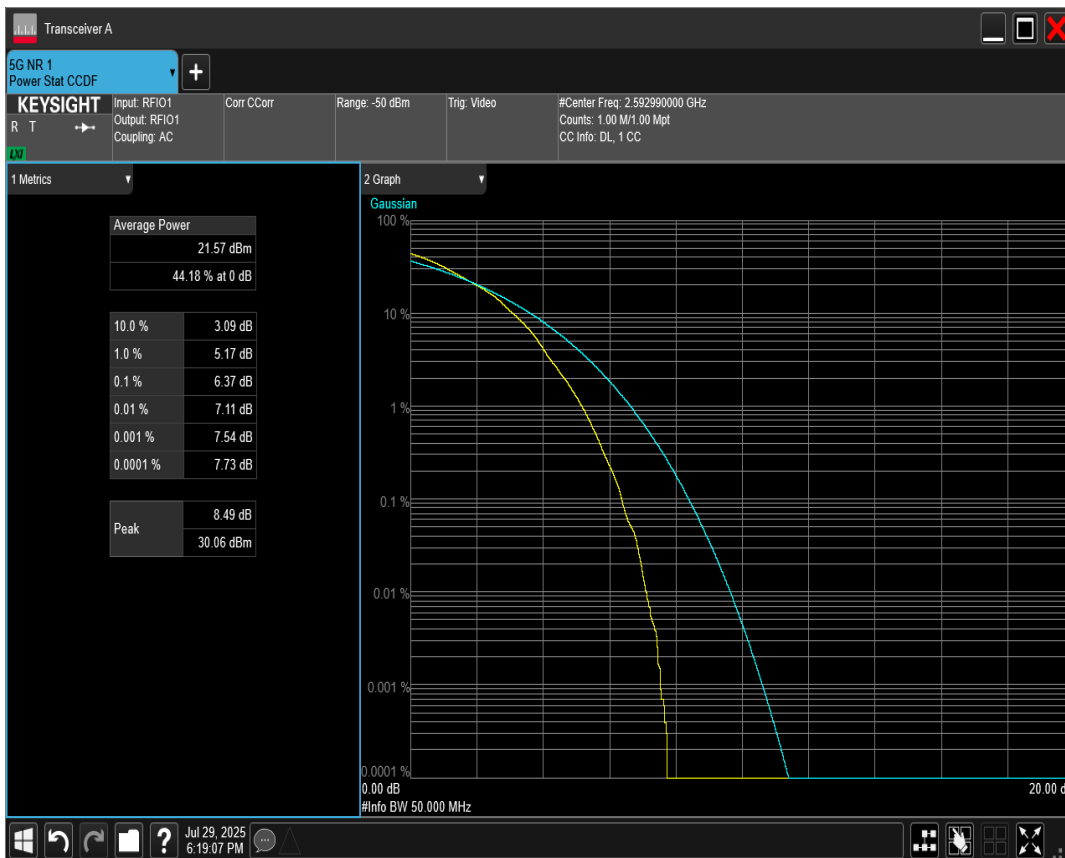 Transceiver A
5G NR 1
Power Stat CCDF
+
KEYSIGHT
R T
LXI
Input: RFIO1
Output: RFIO1
Coupling: AC
Corr CCorr
Range: -50 dBm
Trig: Video
#Center Freq: 2.592990000 GHz
Counts: 1.00 M/1.00 Mpt
CC Info: DL, 1 CC
1 Metrics
Average Power
21.57 dBm
44.18 % at 0 dB
10.0 % 3.09 dB
1.0 % 5.17 dB
0.1 % 6.37 dB
0.01 % 7.11 dB
0.001 % 7.54 dB
0.0001 % 7.73 dB
Peak
8.49 dB
30.06 dBm
2 Graph
Gaussian
100 %
10 %
1 %
0.1 %
0.01 %
0.001 %
0.0001 %
0.00 dB
20.00 d
#Info BW 50.000 MHz
?
Jul 29, 2025
6:19:07 PM